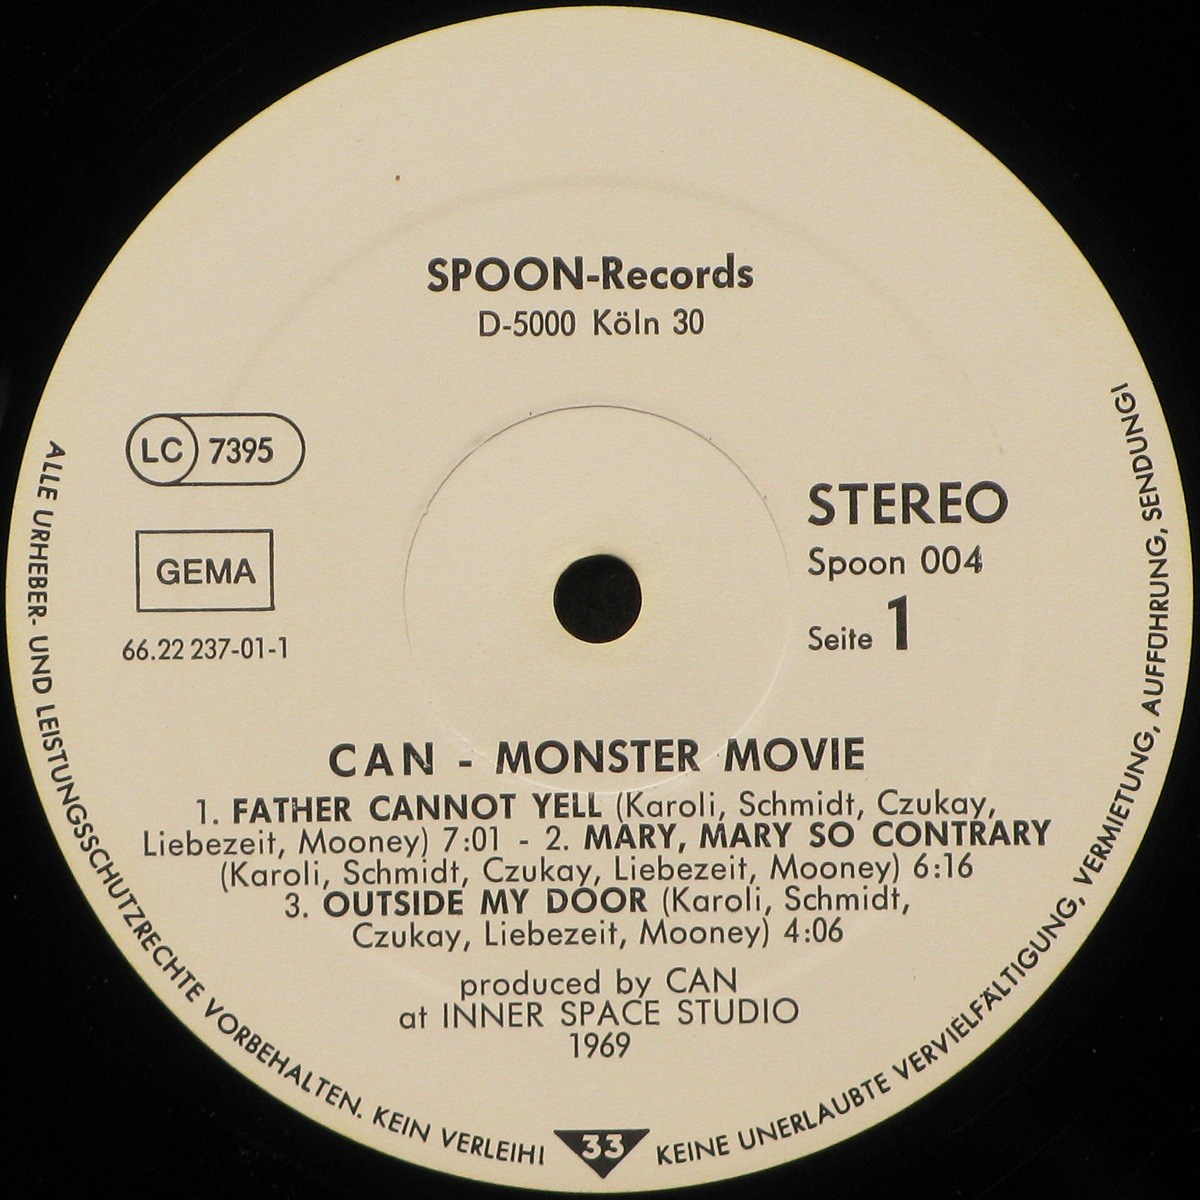 SPOON-Records
D-5000 Köln 30
LC 7395
GEMA
66.22 237-01-1
STEREO
Spoon 004
Seite 1
CAN - MONSTER MOVIE
1. FATHER CANNOT YELL (Karoli, Schmidt, Czukay,
Liebezeit, Mooney) 7:01 - 2. MARY, MARY SO CONTRARY
(Karoli, Schmidt, Czukay, Liebezeit, Mooney) 6:16
3. OUTSIDE MY DOOR (Karoli, Schmidt,
Czukay, Liebezeit, Mooney) 4:06
produced by CAN
at INNER SPACE STUDIO
1969
ALLE URHEBER- UND LEISTUNGSSCHUTZRECHTE VORBEHALTEN. KEIN VERLEIH!
33
KEINE UNERLAUBTE VERVIELFÄLTIGUNG, VERMIETUNG, AUFFÜHRUNG, SENDUNG!